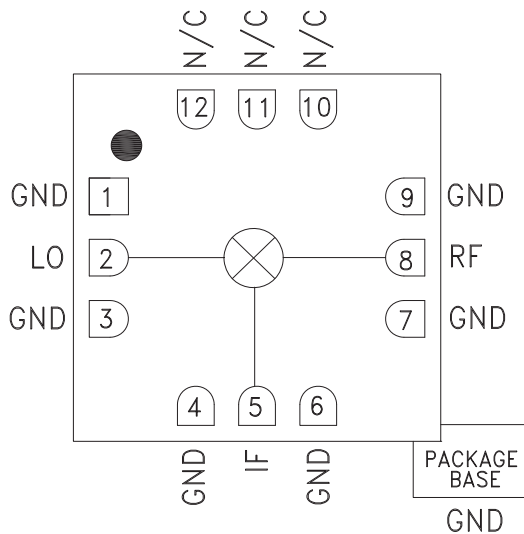 N/C N/C N/C
12 11 10
GND 1 9 GND
LO 2 8 RF
GND 3 7 GND
4 5 6
GND IF GND
PACKAGE
BASE
GND